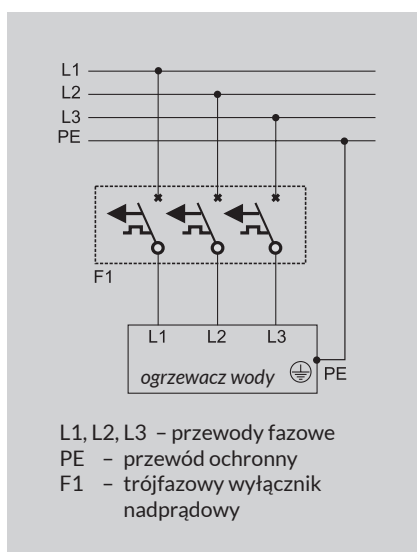 L1
L2
L3
PE
F1
L1 L2 L3
ogrzewacz wody PE
L1, L2, L3 – przewody fazowe
PE – przewód ochronny
F1 – trójfazowy wyłącznik
nadprądowy